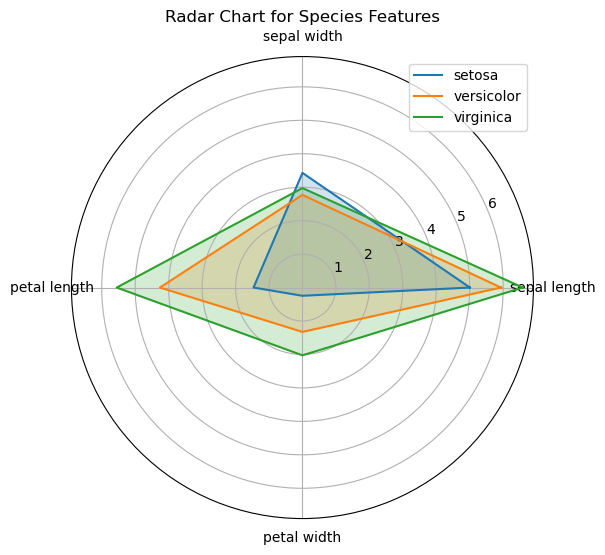 Radar Chart for Species Features
sepal width
setosa
versicolor
virginica
6
5
4
3
2
1
petal length
sepal length
petal width